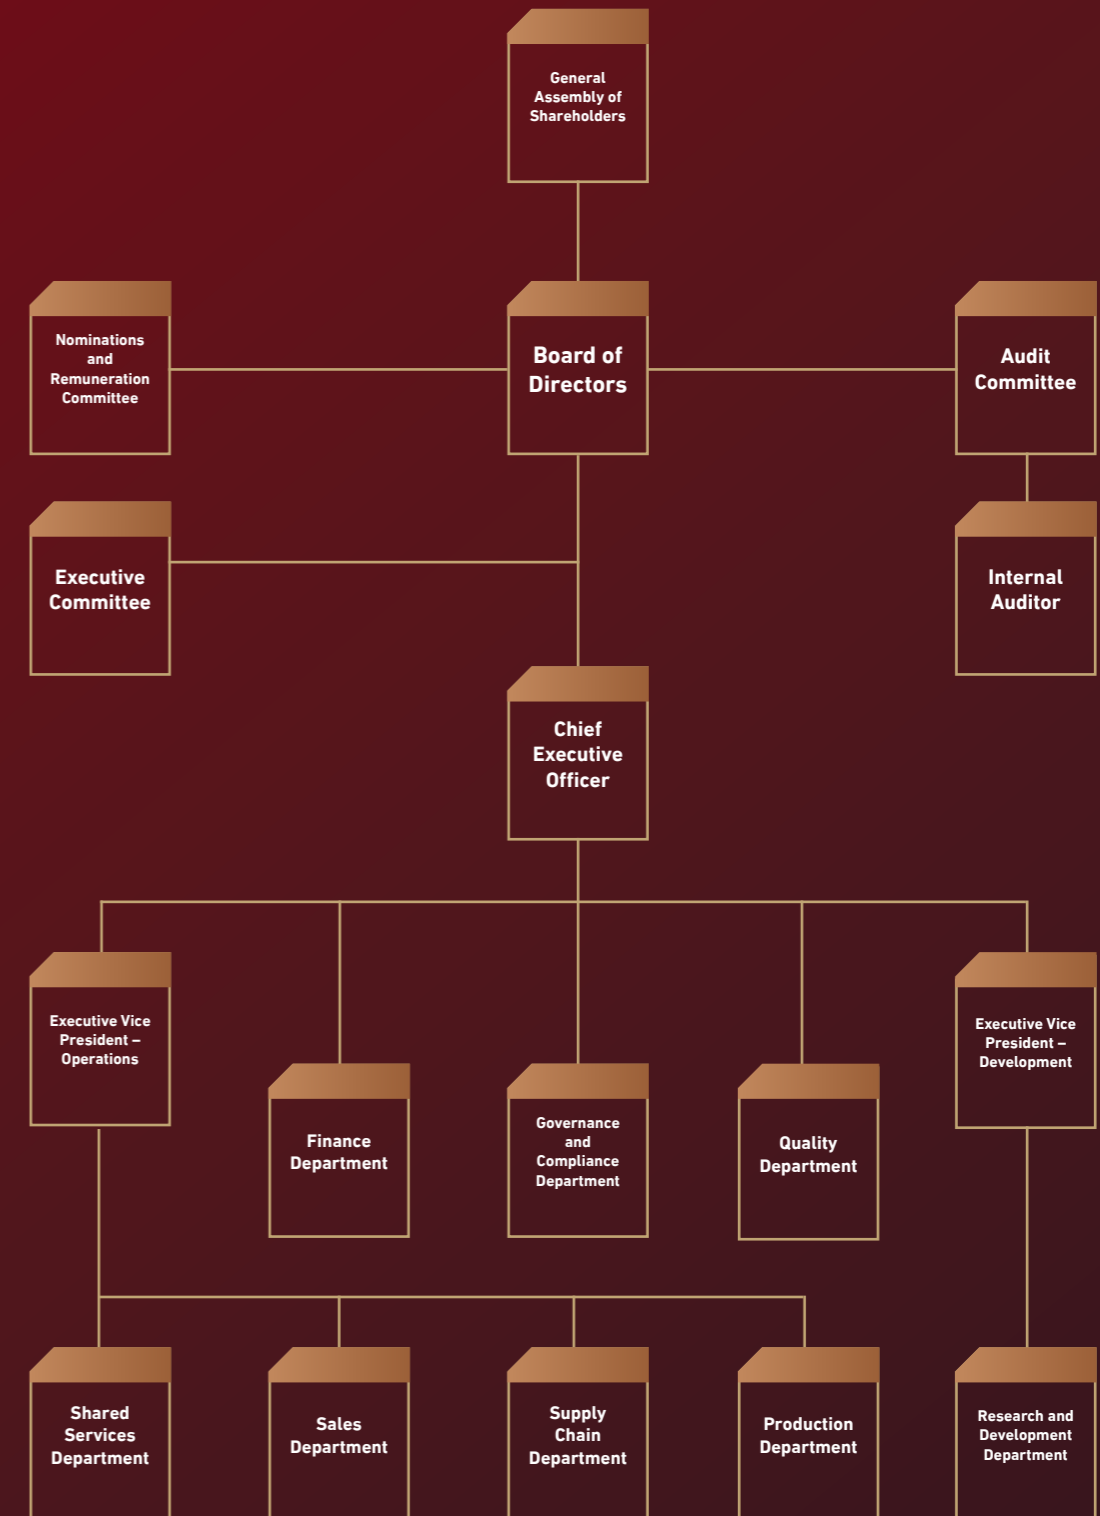 General
Assembly of
Shareholders
Nominations
and
Remuneration
Committee
Board of
Directors
Audit
Committee
Executive
Committee
Internal
Auditor
Chief
Executive
Officer
Executive Vice
President –
Operations
Executive Vice
President –
Development
Finance
Department
Governance
and
Compliance
Department
Quality
Department
Shared
Services
Department
Sales
Department
Supply
Chain
Department
Production
Department
Research and
Development
Department